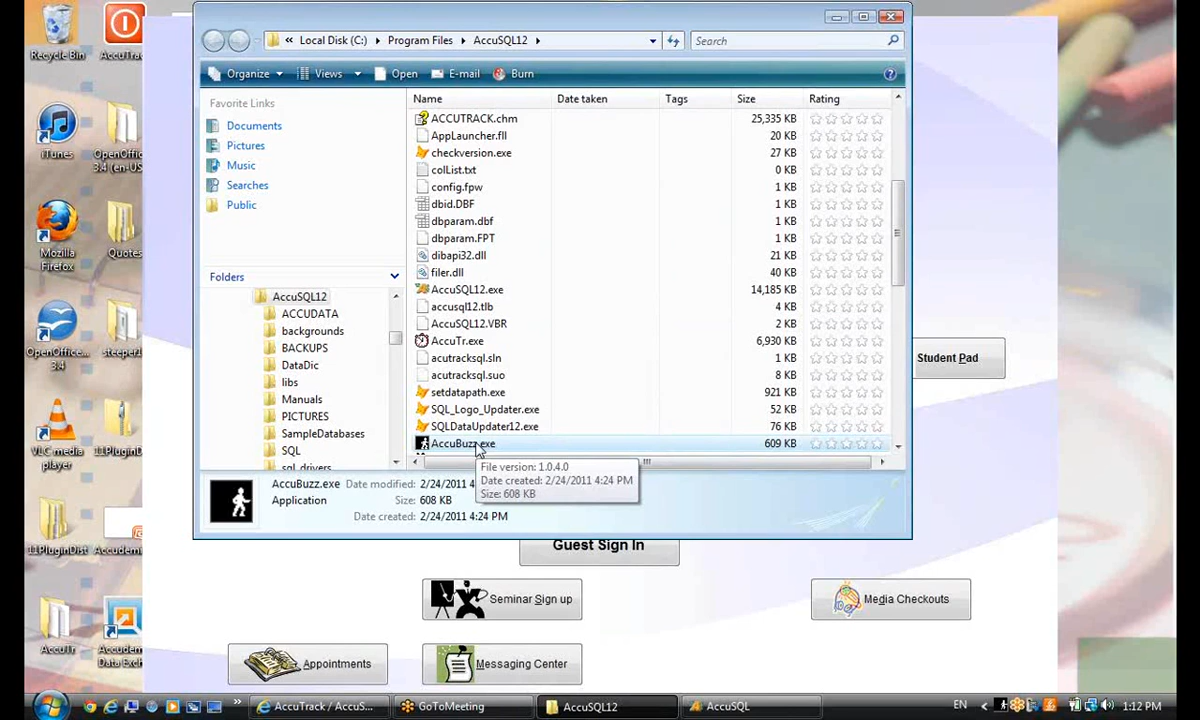 Recycle Bin
AccuTrac
iTunes
OpenOffice
3.4 (en-US
Mozilla
Firefox
Quotes
OpenOffice...
3.4
VLC media
player
11PluginD
11PluginDist
Accudem
AccuTr
Accudem
Data Exch
« Local Disk (C:) Program Files AccuSQL12
Search
Organize Views Open E-mail Burn
Favorite Links
Documents
Pictures
Music
Searches
Public
Folders
AccuSQL12
ACCUDATA
backgrounds
BACKUPS
DataDic
libs
Manuals
PICTURES
SampleDatabases
SQL
sql_drivers
Name Date taken Tags Size Rating
ACCUTRACK.chm 25,335 KB
AppLauncher.fll 20 KB
checkversion.exe 27 KB
colList.txt 0 KB
config.fpw 1 KB
dbid.DBF 1 KB
dbparam.dbf 1 KB
dbparam.FPT 1 KB
dibapi32.dll 21 KB
filer.dll 40 KB
AccuSQL12.exe 14,185 KB
accusql12.tlb 4 KB
AccuSQL12.VBR 2 KB
AccuTr.exe 6,930 KB
acutracksql.sln 1 KB
acutracksql.suo 8 KB
setdatapath.exe 921 KB
SQL_Logo_Updater.exe 52 KB
SQLDataUpdater12.exe 76 KB
AccuBuzz.exe 609 KB
File version: 1.0.4.0
Date created: 2/24/2011 4:24 PM
Size: 608 KB
AccuBuzz.exe Date modified: 2/24/2011 4
Application Size: 608 KB
Date created: 2/24/2011 4:24 PM
Student Pad
Guest Sign In
Seminar Sign up
Media Checkouts
Appointments
Messaging Center
AccuTrack / AccuS...
GoToMeeting
AccuSQL12
AccuSQL
EN
1:12 PM